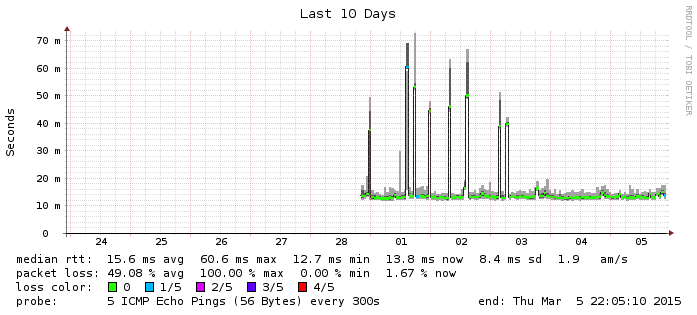 Last 10 Days
RRDTOOL / TOBI OETIKER
Seconds
70 m
60 m
50 m
40 m
30 m
20 m
10 m
0
24 25 26 27 28 01 02 03 04 05
median rtt: 15.6 ms avg 60.6 ms max 12.7 ms min 13.8 ms now 8.4 ms sd 1.9 am/s
packet loss: 49.08 % avg 100.00 % max 0.00 % min 1.67 % now
loss color: 0 1/5 2/5 3/5 4/5
probe: 5 ICMP Echo Pings (56 Bytes) every 300s end: Thu Mar 5 22:05:10 2015